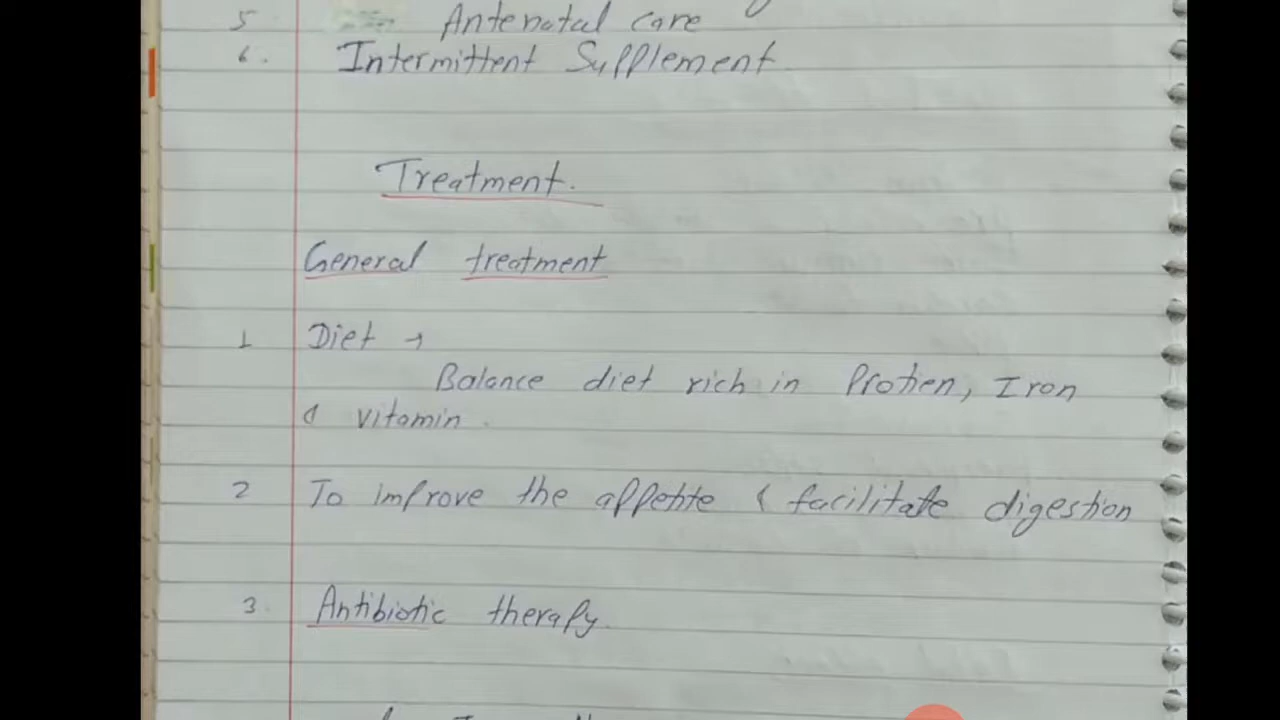 5 Antenatal care
6. Intermittent Supplement
Treatment.
General treatment
1 Diet →
Balance diet rich in Protien, Iron
& vitamin.
2 To improve the appetite & facilitate digestion
3. Antibiotic therapy.